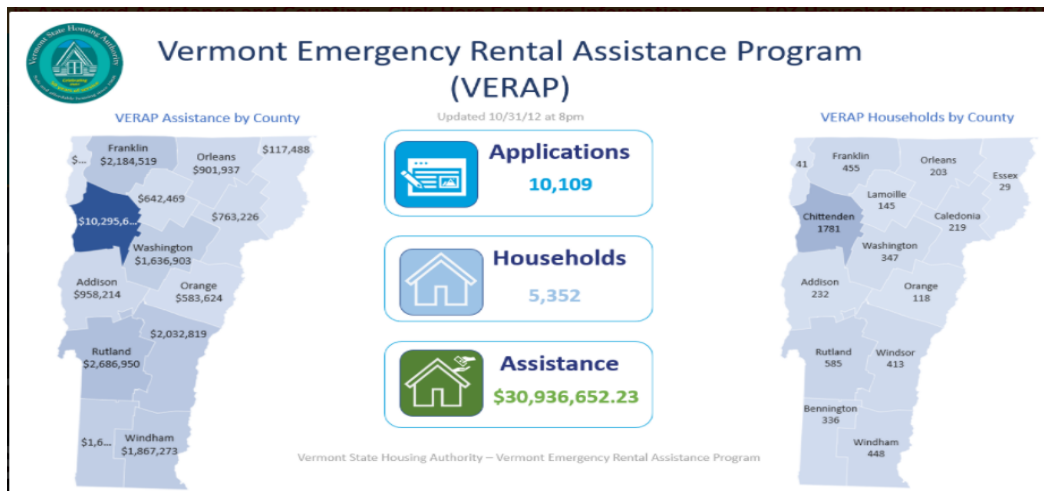 Vermont State Housing Authority
Vermont Emergency Rental Assistance Program
(VERAP)
Updated 10/31/12 at 8pm
VERAP Assistance by County
$...
Franklin
$2,184,519
Orleans
$901,937
$117,488
$642,469
$10,295,6...
$763,226
Washington
$1,636,903
Addison
$958,214
Orange
$583,624
$2,032,819
Rutland
$2,686,950
$1,6...
Windham
$1,867,273
Applications
10,109
Households
5,352
Assistance
$30,936,652.23
VERAP Households by County
41
Franklin
455
Orleans
203
Essex
29
Lamoille
145
Chittenden
1781
Caledonia
219
Washington
347
Addison
232
Orange
118
Rutland
585
Windsor
413
Bennington
336
Windham
448
Vermont State Housing Authority – Vermont Emergency Rental Assistance Program